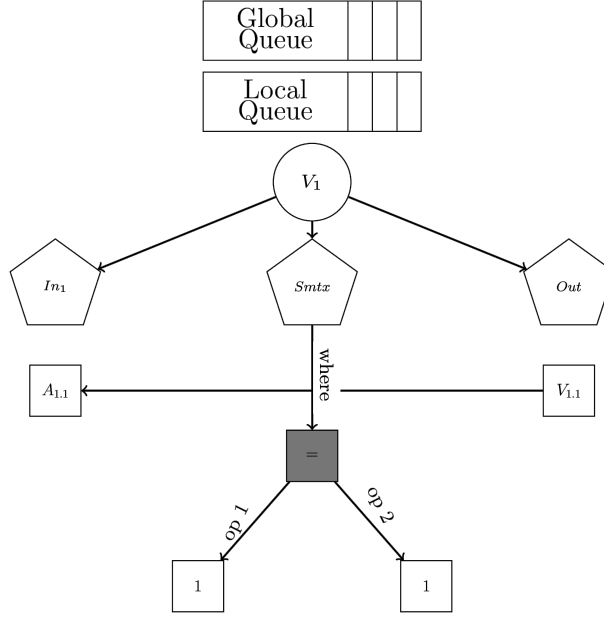 Global
Queue
Local
Queue
V₁
In₁
Smtx
Out
where
A₁.₁
V₁.₁
=
op 1
op 2
1
1